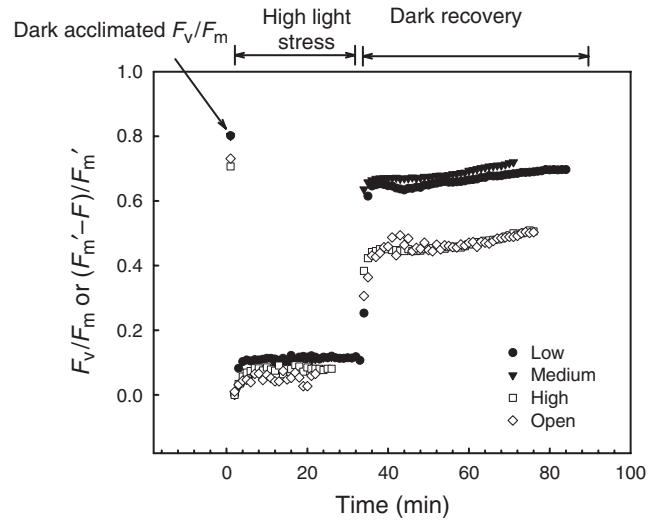 High light
stress
Dark recovery
Dark acclimated Fv/Fm
1.0
0.8
0.6
0.4
0.2
0.0
Fv/Fm or (Fm′–F)/Fm′
Low
Medium
High
Open
0
20
40
60
80
100
Time (min)